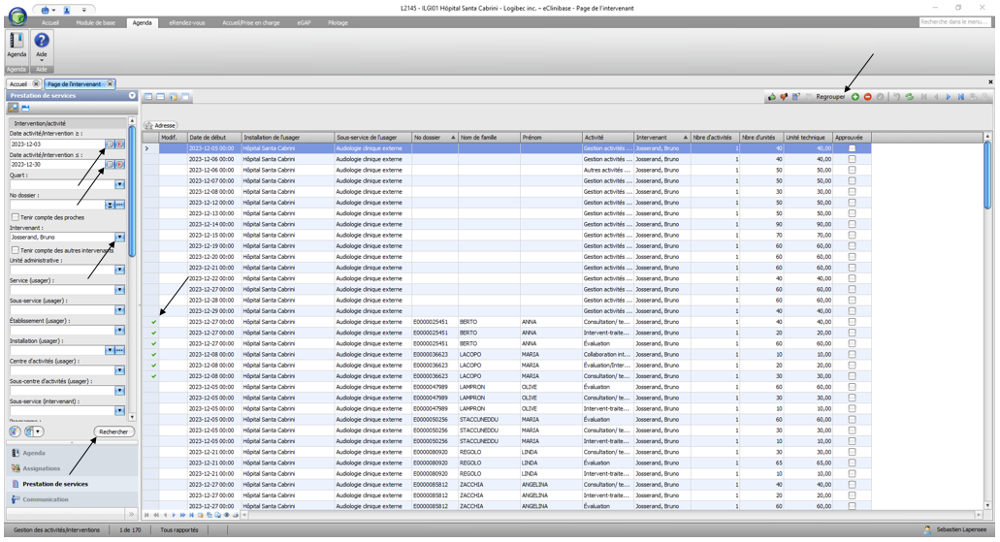 L2145 - ILGI01 Hôpital Santa Cabrini - Logibec inc. – eClinibase - Page de l'intervenant
Accueil Module de base Agenda eRendez-vous Accueil/Prise en charge eGAP Pilotage
Recherche dans le menu...
Agenda Aide
Agenda Aide
Accueil Page de l'intervenant
Prestation de services
Regrouper
Intervention/activité
Date activité/intervention ≥ :
2023-12-03
Date activité/intervention ≤ :
2023-12-30
Quart :
No dossier :
Tenir compte des proches
Intervenant :
Josserand, Bruno
Tenir compte des autres intervenants
Unité administrative :
Service (usager) :
Sous-service (usager) :
Établissement (usager) :
Installation (usager) :
Centre d'activités (usager) :
Sous-centre d'activités (usager) :
Sous-service (intervenant) :
Rechercher
Agenda
Assignations
Prestation de services
Communication
Adresse
Modif. Date de début Installation de l'usager Sous-service de l'usager No dossier Nom de famille Prénom Activité Intervenant Nbre d'activités Nbre d'unités Unité technique Approuvée
2023-12-05 00:00 Hôpital Santa Cabrini Audiologie clinique externe Gestion activités ... Josserand, Bruno 1 40 40,00
2023-12-06 00:00 Hôpital Santa Cabrini Audiologie clinique externe Gestion activités ... Josserand, Bruno 1 40 40,00
2023-12-06 00:00 Hôpital Santa Cabrini Audiologie clinique externe Autres activités ... Josserand, Bruno 1 50 50,00
2023-12-07 00:00 Hôpital Santa Cabrini Audiologie clinique externe Gestion activités ... Josserand, Bruno 1 50 50,00
2023-12-08 00:00 Hôpital Santa Cabrini Audiologie clinique externe Gestion activités ... Josserand, Bruno 1 30 30,00
2023-12-12 00:00 Hôpital Santa Cabrini Audiologie clinique externe Gestion activités ... Josserand, Bruno 1 50 50,00
2023-12-13 00:00 Hôpital Santa Cabrini Audiologie clinique externe Gestion activités ... Josserand, Bruno 1 50 50,00
2023-12-14 00:00 Hôpital Santa Cabrini Audiologie clinique externe Gestion activités ... Josserand, Bruno 1 90 90,00
2023-12-15 00:00 Hôpital Santa Cabrini Audiologie clinique externe Gestion activités ... Josserand, Bruno 1 70 70,00
2023-12-19 00:00 Hôpital Santa Cabrini Audiologie clinique externe Gestion activités ... Josserand, Bruno 1 60 60,00
2023-12-20 00:00 Hôpital Santa Cabrini Audiologie clinique externe Gestion activités ... Josserand, Bruno 1 60 60,00
2023-12-21 00:00 Hôpital Santa Cabrini Audiologie clinique externe Gestion activités ... Josserand, Bruno 1 60 60,00
2023-12-22 00:00 Hôpital Santa Cabrini Audiologie clinique externe Gestion activités ... Josserand, Bruno 1 40 40,00
2023-12-27 00:00 Hôpital Santa Cabrini Audiologie clinique externe Gestion activités ... Josserand, Bruno 1 60 60,00
2023-12-28 00:00 Hôpital Santa Cabrini Audiologie clinique externe Gestion activités ... Josserand, Bruno 1 60 60,00
2023-12-29 00:00 Hôpital Santa Cabrini Audiologie clinique externe Gestion activités ... Josserand, Bruno 1 40 40,00
2023-12-27 00:00 Hôpital Santa Cabrini Audiologie clinique externe E0000025451 BERTO ANNA Consultation/ te... Josserand, Bruno 1 40 40,00
2023-12-27 00:00 Hôpital Santa Cabrini Audiologie clinique externe E0000025451 BERTO ANNA Intervent-traite... Josserand, Bruno 1 20 20,00
2023-12-27 00:00 Hôpital Santa Cabrini Audiologie clinique externe E0000025451 BERTO ANNA Évaluation Josserand, Bruno 1 60 60,00
2023-12-08 00:00 Hôpital Santa Cabrini Audiologie clinique externe E0000036623 LACOPO MARIA Collaboration int... Josserand, Bruno 1 10 10,00
2023-12-08 00:00 Hôpital Santa Cabrini Audiologie clinique externe E0000036623 LACOPO MARIA Évaluation/Inter... Josserand, Bruno 1 20 20,00
2023-12-08 00:00 Hôpital Santa Cabrini Audiologie clinique externe E0000036623 LACOPO MARIA Consultation/ te... Josserand, Bruno 1 30 30,00
2023-12-05 00:00 Hôpital Santa Cabrini Audiologie clinique externe E0000047989 LAMPRON OLIVE Évaluation Josserand, Bruno 1 60 60,00
2023-12-05 00:00 Hôpital Santa Cabrini Audiologie clinique externe E0000047989 LAMPRON OLIVE Consultation/ te... Josserand, Bruno 1 30 30,00
2023-12-05 00:00 Hôpital Santa Cabrini Audiologie clinique externe E0000047989 LAMPRON OLIVE Intervent-traite... Josserand, Bruno 1 10 10,00
2023-12-05 00:00 Hôpital Santa Cabrini Audiologie clinique externe E0000050256 STACCUNEDDU MARIA Évaluation Josserand, Bruno 1 60 60,00
2023-12-05 00:00 Hôpital Santa Cabrini Audiologie clinique externe E0000050256 STACCUNEDDU MARIA Consultation/ te... Josserand, Bruno 1 30 30,00
2023-12-05 00:00 Hôpital Santa Cabrini Audiologie clinique externe E0000050256 STACCUNEDDU MARIA Intervent-traite... Josserand, Bruno 1 10 10,00
2023-12-21 00:00 Hôpital Santa Cabrini Audiologie clinique externe E0000080920 REGOLO LINDA Consultation/ te... Josserand, Bruno 1 30 30,00
2023-12-21 00:00 Hôpital Santa Cabrini Audiologie clinique externe E0000080920 REGOLO LINDA Évaluation Josserand, Bruno 1 65 65,00
2023-12-21 00:00 Hôpital Santa Cabrini Audiologie clinique externe E0000080920 REGOLO LINDA Intervent-traite... Josserand, Bruno 1 10 10,00
2023-12-27 00:00 Hôpital Santa Cabrini Audiologie clinique externe E0000085812 ZACCHIA ANGELINA Consultation/ te... Josserand, Bruno 1 40 40,00
2023-12-27 00:00 Hôpital Santa Cabrini Audiologie clinique externe E0000085812 ZACCHIA ANGELINA Intervent-traite... Josserand, Bruno 1 20 20,00
2023-12-27 00:00 Hôpital Santa Cabrini Audiologie clinique externe E0000085812 ZACCHIA ANGELINA Évaluation Josserand, Bruno 1 60 60,00
Gestion des activités/interventions 1 de 170 Tous rapportés Sebastien Lapensee